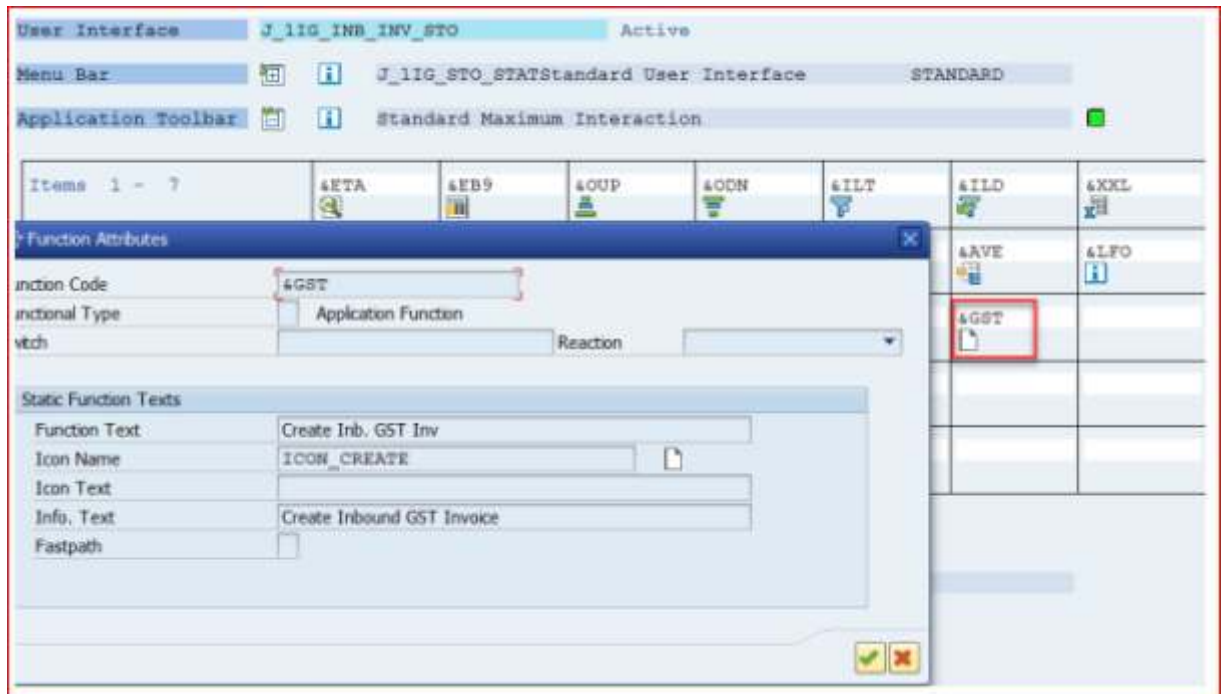 User Interface J_1IG_INB_INV_STO Active
Menu Bar J_1IG_STO_STATStandard User Interface STANDARD
Application Toolbar Standard Maximum Interaction
Items 1 - 7 &ETA &EB9 &OUP &ODN &ILT &ILD &XXL
Function Attributes
&AVE &LFO
unction Code &GST
unctional Type Application Function
&GST
witch Reaction
Static Function Texts
Function Text Create Inb. GST Inv
Icon Name ICON_CREATE
Icon Text
Info. Text Create Inbound GST Invoice
Fastpath